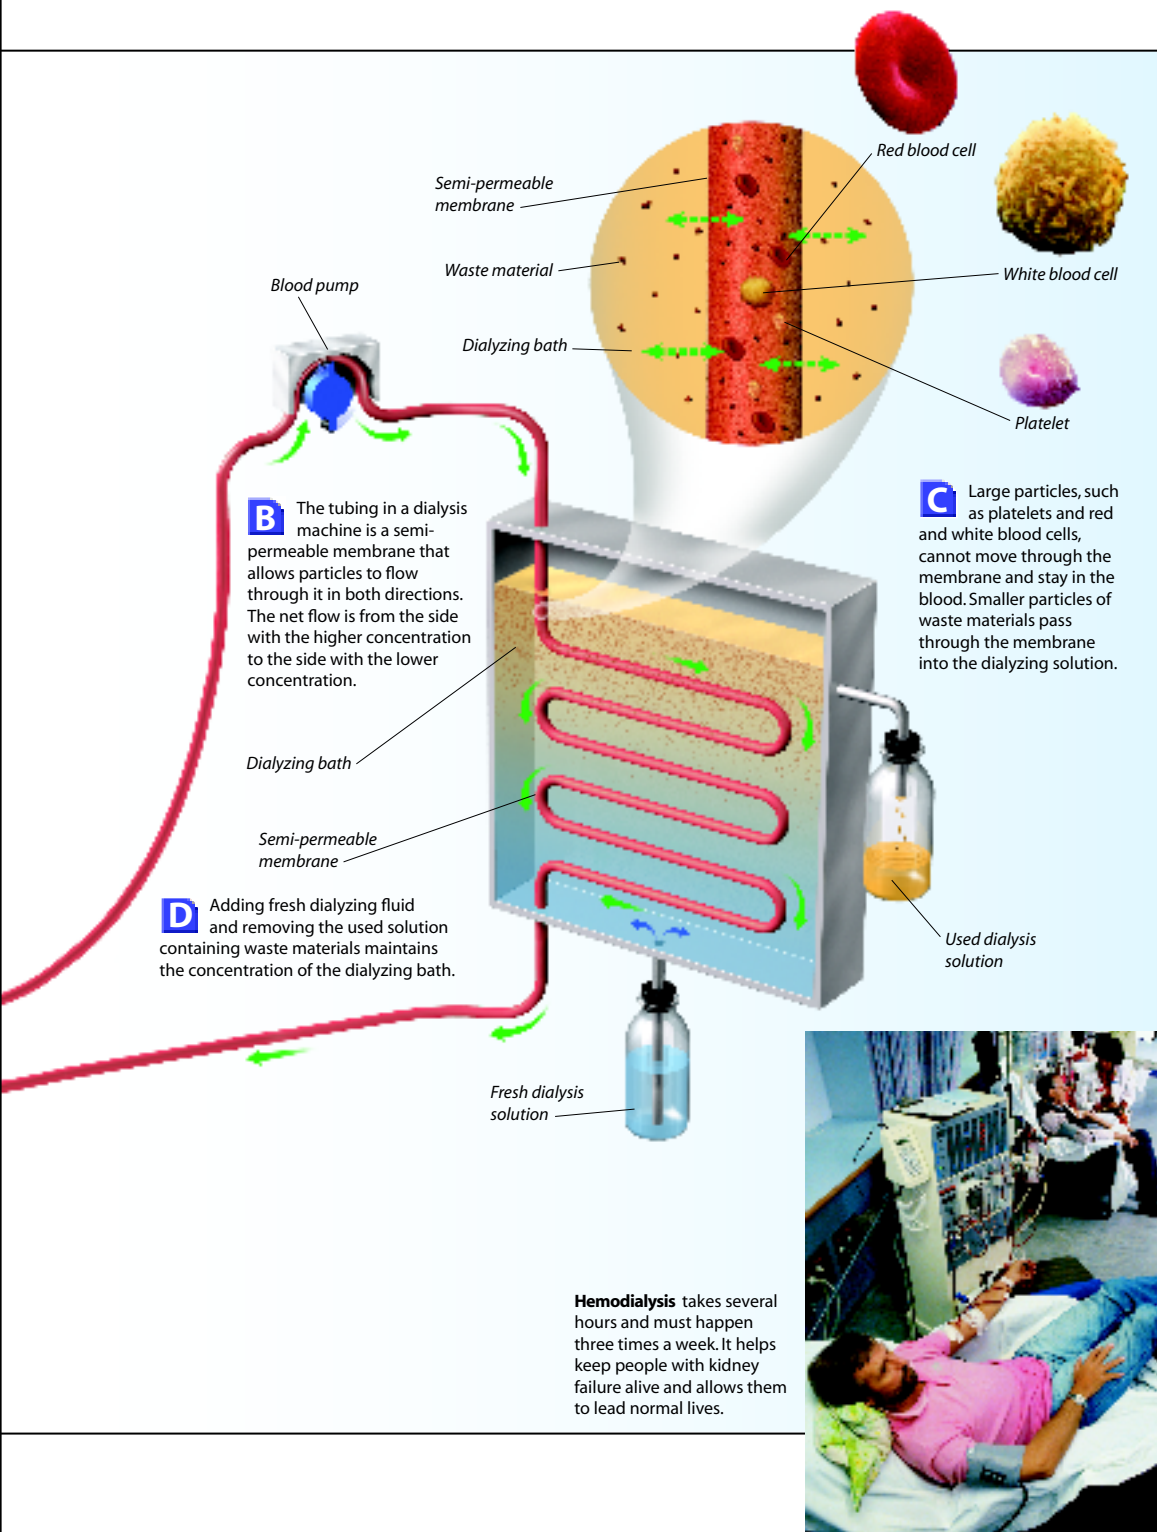 Red blood cell
Semi-permeable
membrane
Waste material
White blood cell
Blood pump
Dialyzing bath
Platelet
B The tubing in a dialysis
machine is a semi-
permeable membrane that
allows particles to flow
through it in both directions.
The net flow is from the side
with the higher concentration
to the side with the lower
concentration.
C Large particles, such
as platelets and red
and white blood cells,
cannot move through the
membrane and stay in the
blood. Smaller particles of
waste materials pass
through the membrane
into the dialyzing solution.
Dialyzing bath
Semi-permeable
membrane
D Adding fresh dialyzing fluid
and removing the used solution
containing waste materials maintains
the concentration of the dialyzing bath.
Used dialysis
solution
Fresh dialysis
solution
Hemodialysis takes several
hours and must happen
three times a week. It helps
keep people with kidney
failure alive and allows them
to lead normal lives.